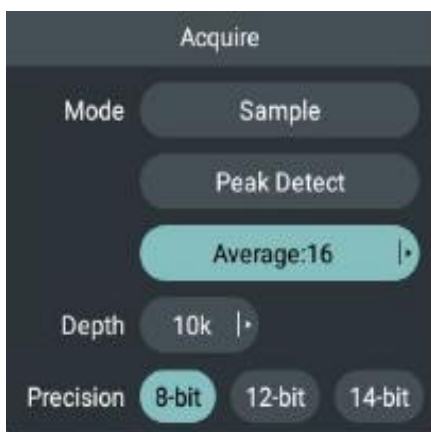 Acquire
Mode Sample
Peak Detect
Average:16
Depth 10k
Precision 8-bit 12-bit 14-bit